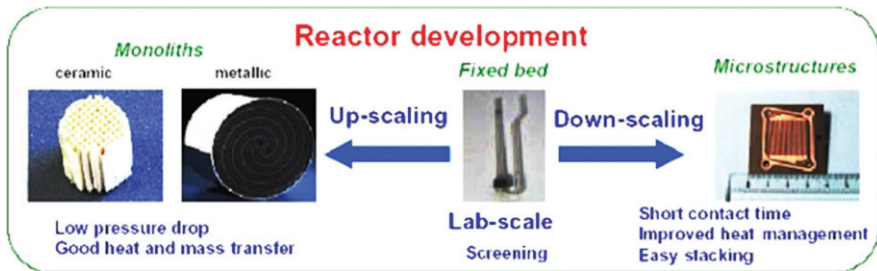 Reactor development
Monoliths
ceramic
metallic
Fixed bed
Microstructures
Up-scaling
Down-scaling
Low pressure drop
Good heat and mass transfer
Lab-scale
Screening
Short contact time
Improved heat management
Easy stacking